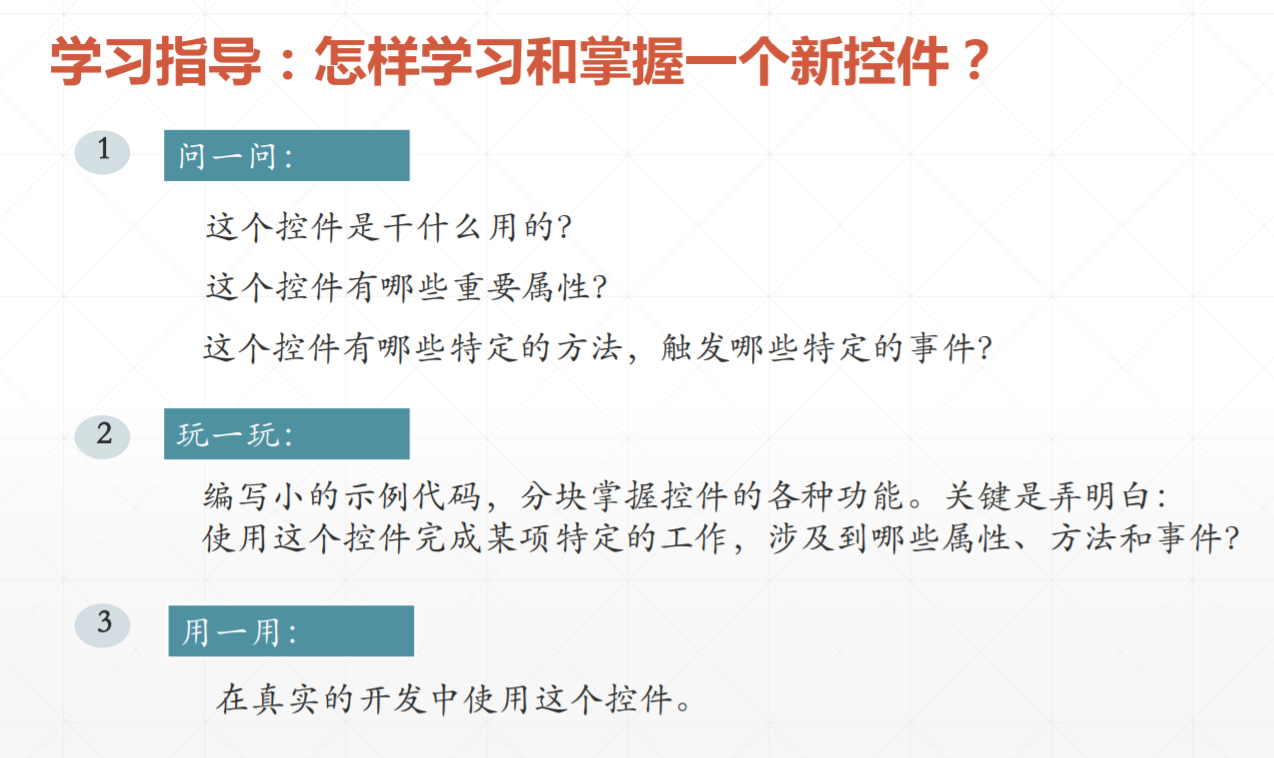 学习指导：怎样学习和掌握一个新控件？
1
问一问：
这个控件是干什么用的?
这个控件有哪些重要属性?
这个控件有哪些特定的方法，触发哪些特定的事件?
2
玩一玩：
编写小的示例代码，分块掌握控件的各种功能。关键是弄明白：
使用这个控件完成某项特定的工作，涉及到哪些属性、方法和事件?
3
用一用：
在真实的开发中使用这个控件。